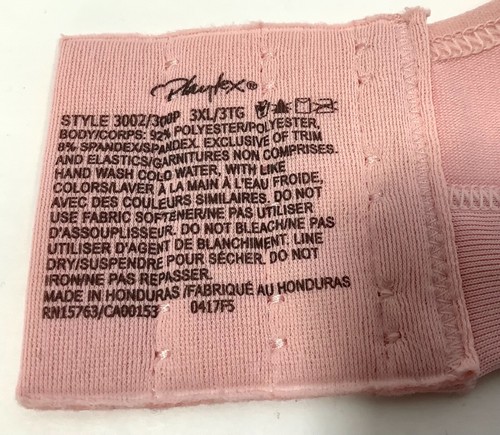 Playtex®
STYLE 3002/300P 3XL/3TG
BODY/CORPS: 92% POLYESTER/POLYESTER,
8% SPANDEX/SPANDEX. EXCLUSIVE OF TRIM
AND ELASTICS/GARNITURES NON COMPRISES.
HAND WASH COLD WATER, WITH LIKE
COLORS/LAVER À LA MAIN À L'EAU FROIDE,
AVEC DES COULEURS SIMILAIRES. DO NOT
USE FABRIC SOFTENER/NE PAS UTILISER
D'ASSOUPLISSEUR. DO NOT BLEACH/NE PAS
UTILISER D'AGENT DE BLANCHIMENT. LINE
DRY/SUSPENDRE POUR SÉCHER. DO NOT
IRON/NE PAS REPASSER.
MADE IN HONDURAS /FABRIQUÉ AU HONDURAS
RN15763/CA00153 0417F5